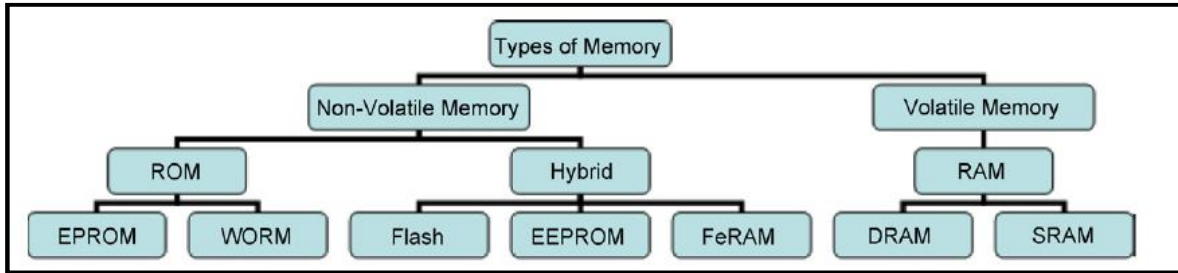 Types of Memory
Non-Volatile Memory
Volatile Memory
ROM
Hybrid
RAM
EPROM
WORM
Flash
EEPROM
FeRAM
DRAM
SRAM